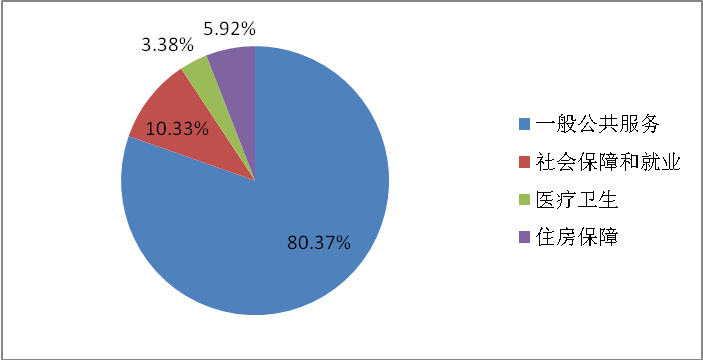 5.92%
3.38%
10.33%
80.37%
一般公共服务
社会保障和就业
医疗卫生
住房保障